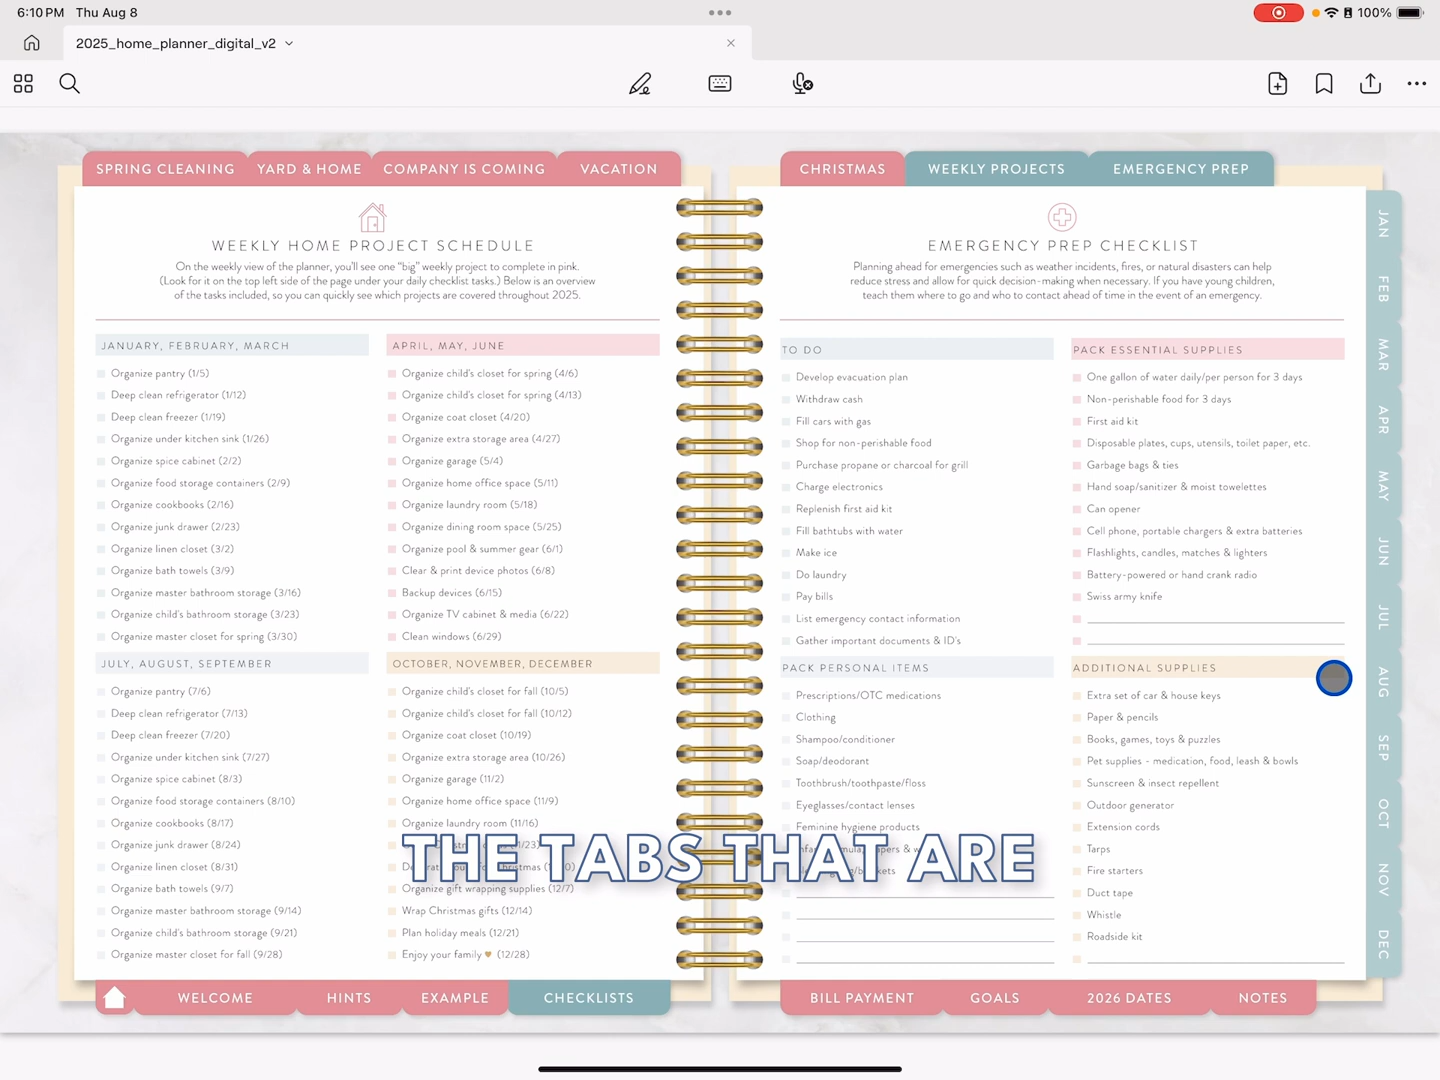 6:10 PM Thu Aug 8
100%
2025_home_planner_digital_v2
SPRING CLEANING
YARD & HOME
COMPANY IS COMING
VACATION
CHRISTMAS
WEEKLY PROJECTS
EMERGENCY PREP
WEEKLY HOME PROJECT SCHEDULE
On the weekly view of the planner, you'll see one "big" weekly project to complete in pink.
(Look for it on the top left side of the page under your daily checklist tasks.) Below is an overview
of the tasks included, so you can quickly see which projects are covered throughout 2025.
JANUARY, FEBRUARY, MARCH
Organize pantry (1/5)
Deep clean refrigerator (1/12)
Deep clean freezer (1/19)
Organize under kitchen sink (1/26)
Organize spice cabinet (2/2)
Organize food storage containers (2/9)
Organize cookbooks (2/16)
Organize junk drawer (2/23)
Organize linen closet (3/2)
Organize bath towels (3/9)
Organize master bathroom storage (3/16)
Organize child's bathroom storage (3/23)
Organize master closet for spring (3/30)
APRIL, MAY, JUNE
Organize child's closet for spring (4/6)
Organize child's closet for spring (4/13)
Organize coat closet (4/20)
Organize extra storage area (4/27)
Organize garage (5/4)
Organize home office space (5/11)
Organize laundry room (5/18)
Organize dining room space (5/25)
Organize pool & summer gear (6/1)
Clear & print device photos (6/8)
Backup devices (6/15)
Organize TV cabinet & media (6/22)
Clean windows (6/29)
JULY, AUGUST, SEPTEMBER
Organize pantry (7/6)
Deep clean refrigerator (7/13)
Deep clean freezer (7/20)
Organize under kitchen sink (7/27)
Organize spice cabinet (8/3)
Organize food storage containers (8/10)
Organize cookbooks (8/17)
Organize junk drawer (8/24)
Organize linen closet (8/31)
Organize bath towels (9/7)
Organize master bathroom storage (9/14)
Organize child's bathroom storage (9/21)
Organize master closet for fall (9/28)
OCTOBER, NOVEMBER, DECEMBER
Organize child's closet for fall (10/5)
Organize child's closet for fall (10/12)
Organize coat closet (10/19)
Organize extra storage area (10/26)
Organize garage (11/2)
Organize home office space (11/9)
Organize laundry room (11/16)
Organize gift wrapping supplies (12/7)
Wrap Christmas gifts (12/14)
Plan holiday meals (12/21)
Enjoy your family ♥ (12/28)
EMERGENCY PREP CHECKLIST
Planning ahead for emergencies such as weather incidents, fires, or natural disasters can help
reduce stress and allow for quick decision-making when necessary. If you have young children,
teach them where to go and who to contact ahead of time in the event of an emergency.
TO DO
Develop evacuation plan
Withdraw cash
Fill cars with gas
Shop for non-perishable food
Purchase propane or charcoal for grill
Charge electronics
Replenish first aid kit
Fill bathtubs with water
Make ice
Do laundry
Pay bills
List emergency contact information
Gather important documents & ID's
PACK ESSENTIAL SUPPLIES
One gallon of water daily/per person for 3 days
Non-perishable food for 3 days
First aid kit
Disposable plates, cups, utensils, toilet paper, etc.
Garbage bags & ties
Hand soap/sanitizer & moist towelettes
Can opener
Cell phone, portable chargers & extra batteries
Flashlights, candles, matches & lighters
Battery-powered or hand crank radio
Swiss army knife
PACK PERSONAL ITEMS
Prescriptions/OTC medications
Clothing
Shampoo/conditioner
Soap/deodorant
Toothbrush/toothpaste/floss
Eyeglasses/contact lenses
Feminine hygiene products
ADDITIONAL SUPPLIES
Extra set of car & house keys
Paper & pencils
Books, games, toys & puzzles
Pet supplies - medication, food, leash & bowls
Sunscreen & insect repellent
Outdoor generator
Extension cords
Tarps
Fire starters
Duct tape
Whistle
Roadside kit
THE TABS THAT ARE
JAN
FEB
MAR
APR
MAY
JUN
JUL
AUG
SEP
OCT
NOV
DEC
WELCOME
HINTS
EXAMPLE
CHECKLISTS
BILL PAYMENT
GOALS
2026 DATES
NOTES